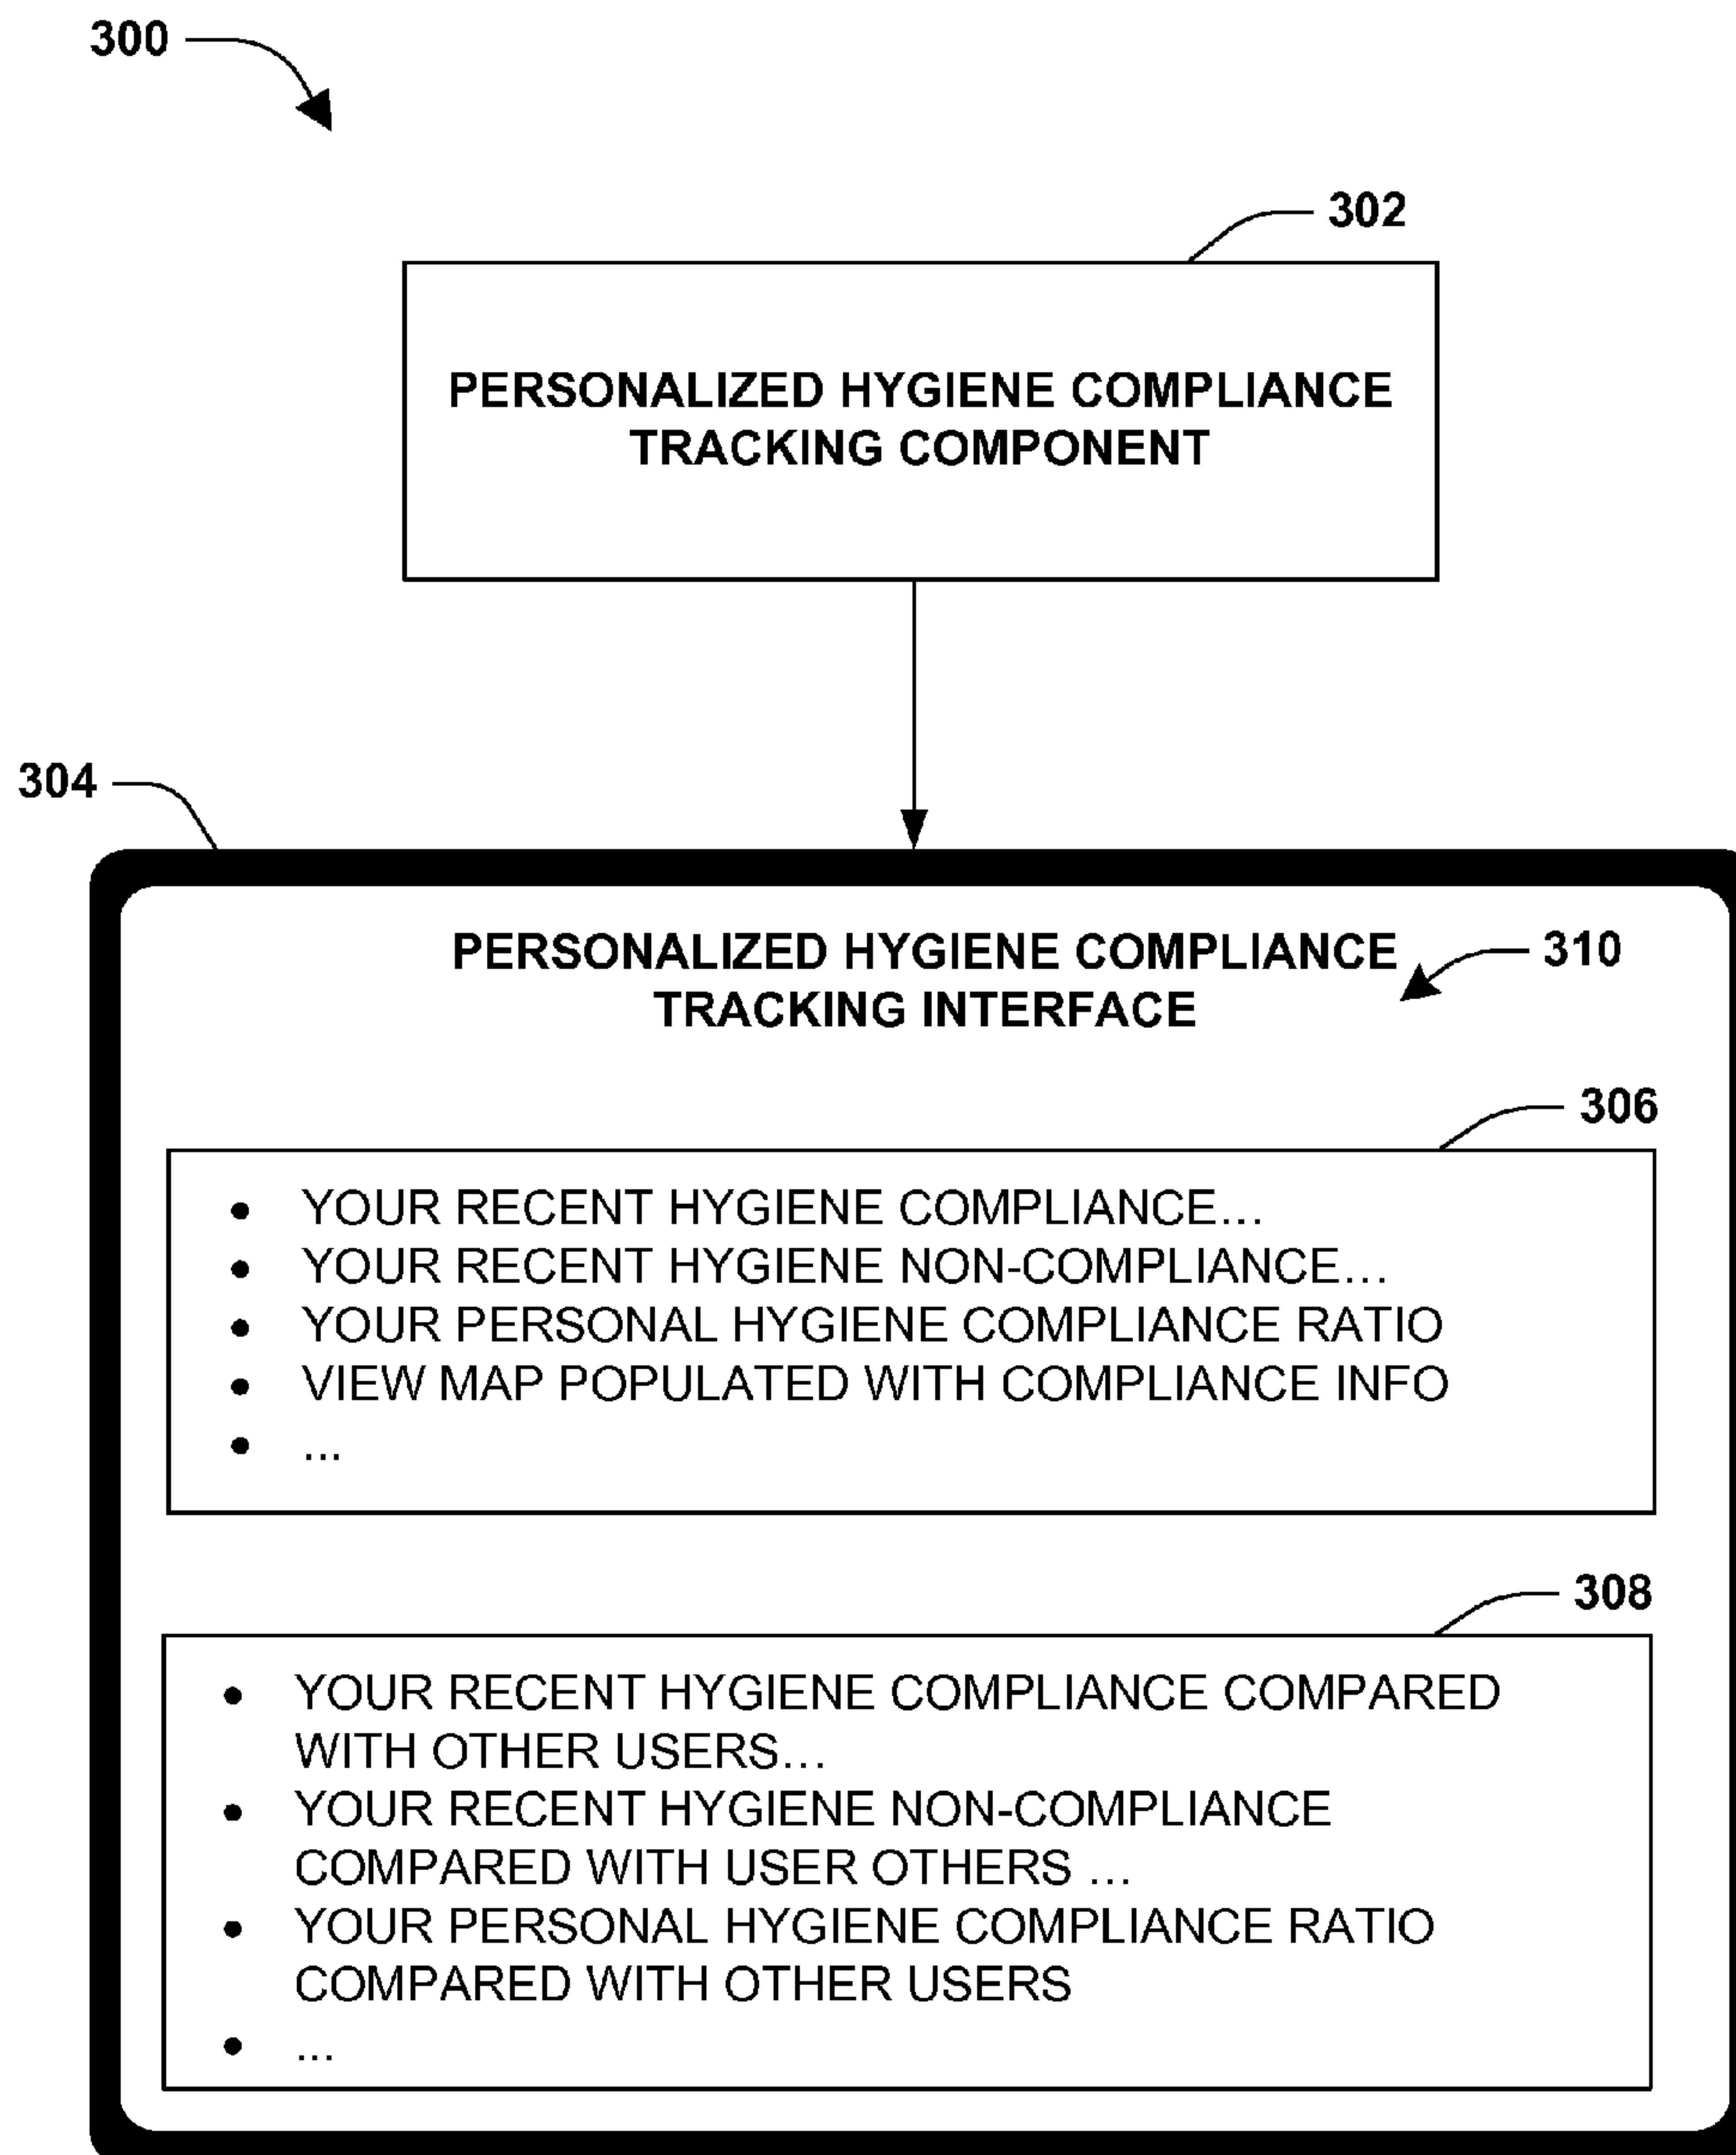 300
302
PERSONALIZED HYGIENE COMPLIANCE
TRACKING COMPONENT
304
PERSONALIZED HYGIENE COMPLIANCE
TRACKING INTERFACE
310
306
• YOUR RECENT HYGIENE COMPLIANCE...
• YOUR RECENT HYGIENE NON-COMPLIANCE...
• YOUR PERSONAL HYGIENE COMPLIANCE RATIO
• VIEW MAP POPULATED WITH COMPLIANCE INFO
• ...
308
• YOUR RECENT HYGIENE COMPLIANCE COMPARED
WITH OTHER USERS...
• YOUR RECENT HYGIENE NON-COMPLIANCE
COMPARED WITH USER OTHERS ...
• YOUR PERSONAL HYGIENE COMPLIANCE RATIO
COMPARED WITH OTHER USERS
• ...